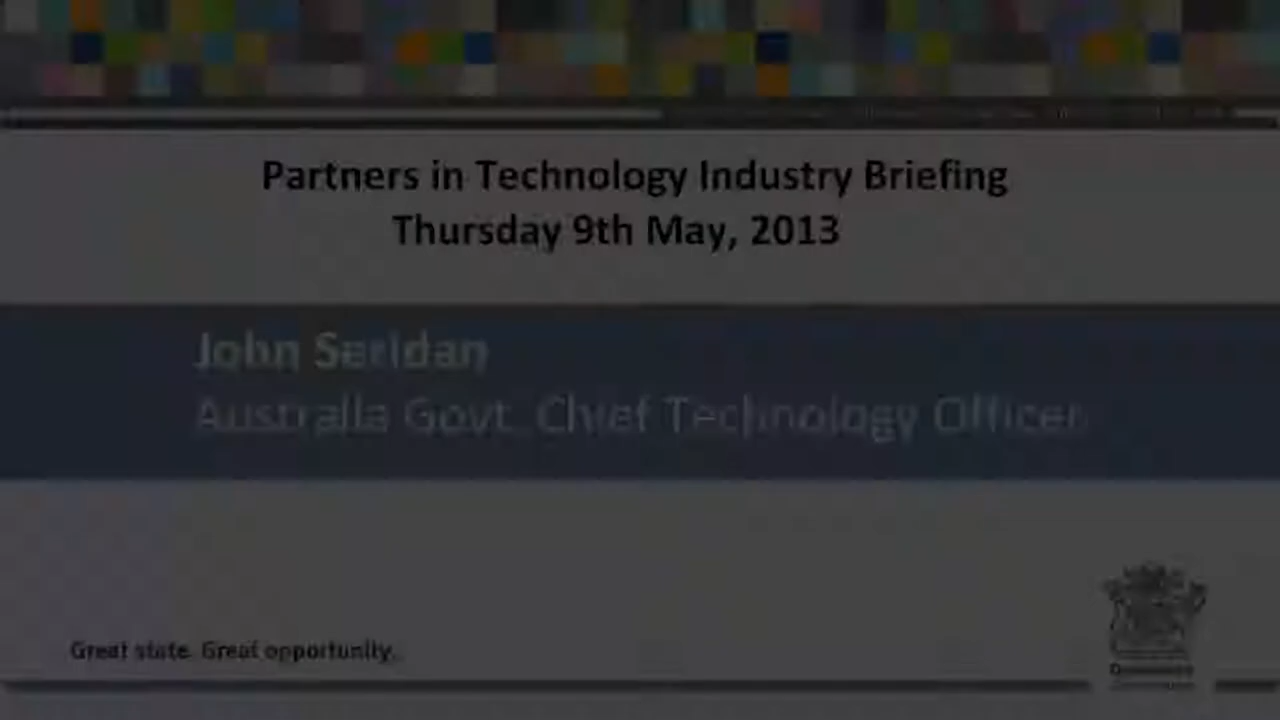 Partners in Technology Industry Briefing
Thursday 9th May, 2013
John Seridan
Australia Govt. Chief Technology Officer
Great state. Great opportunity.